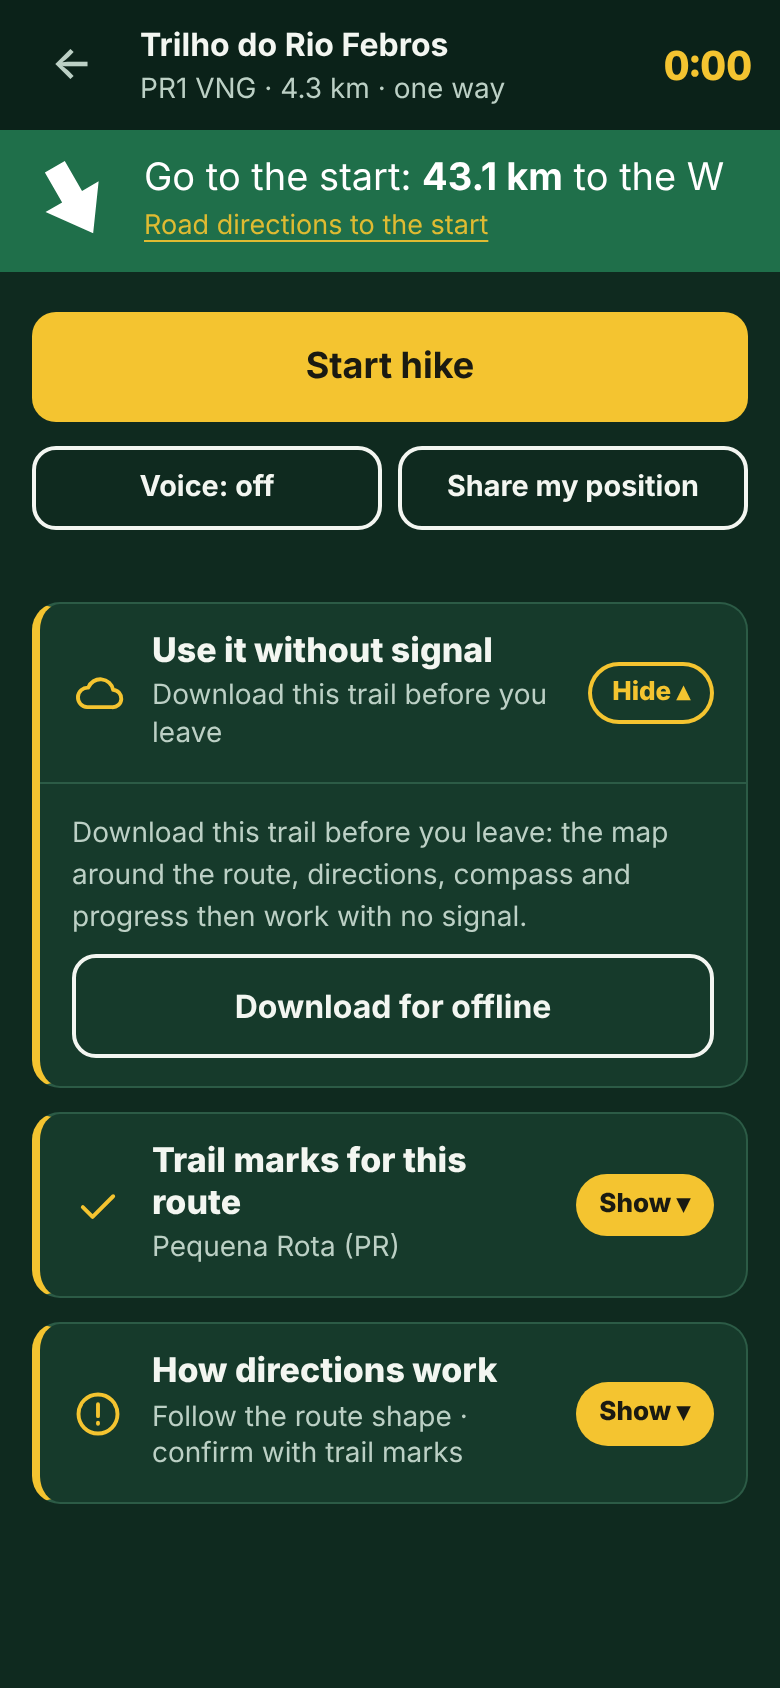 Trilho do Rio Febros
PR1 VNG · 4.3 km · one way
0:00
Go to the start: 43.1 km to the W
Road directions to the start
Start hike
Voice: off
Share my position
Use it without signal
Download this trail before you
leave
Hide ▴
Download this trail before you leave: the map
around the route, directions, compass and
progress then work with no signal.
Download for offline
Trail marks for this
route
Pequena Rota (PR)
Show ▾
How directions work
Follow the route shape ·
confirm with trail marks
Show ▾